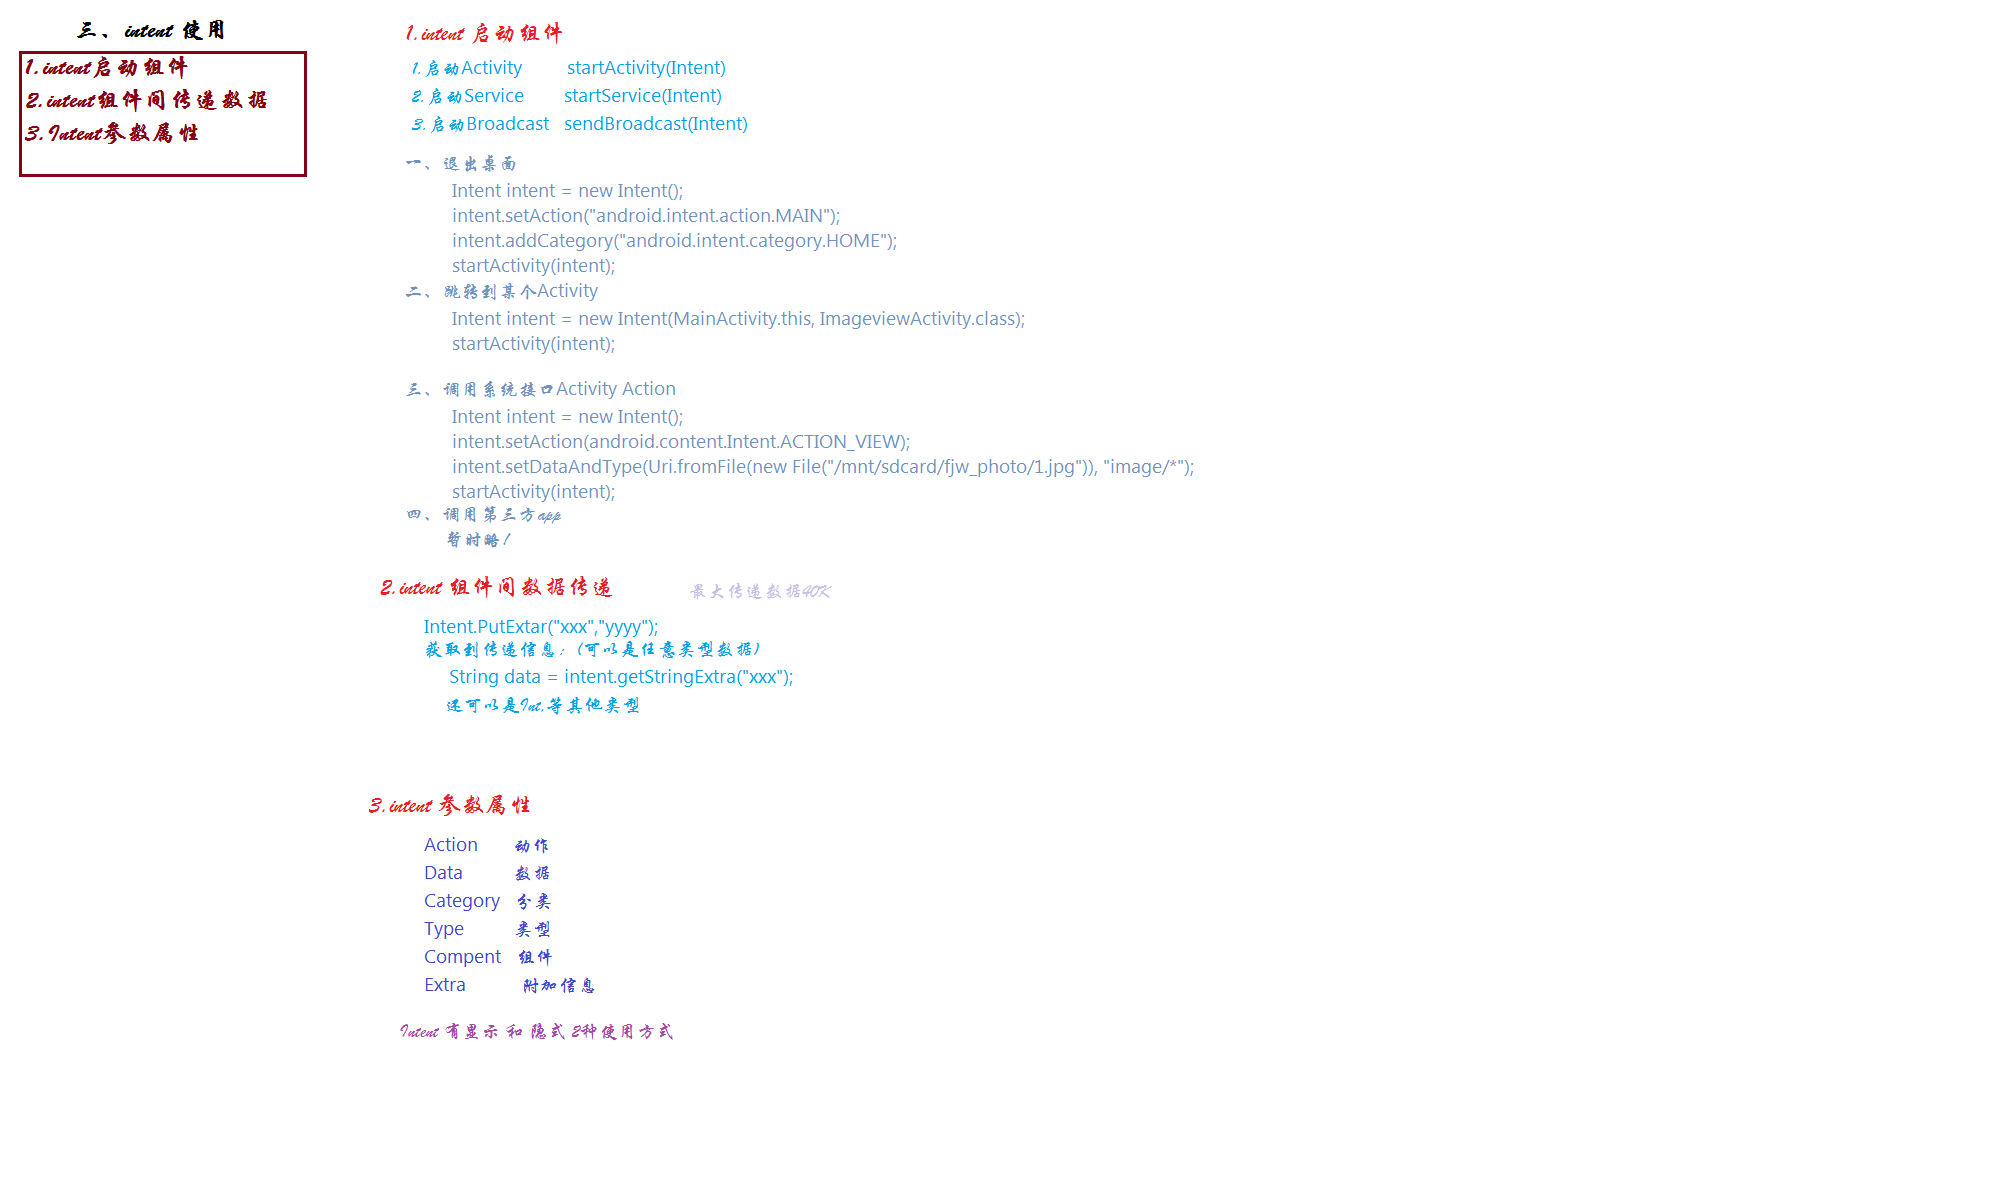 三、intent 使用
1.intent启动组件
2.intent组件间传递数据
3.Intent参数属性
1.intent 启动组件
1.启动Activity startActivity(Intent)
2.启动Service startService(Intent)
3.启动Broadcast sendBroadcast(Intent)
一、退出桌面
Intent intent = new Intent();
intent.setAction("android.intent.action.MAIN");
intent.addCategory("android.intent.category.HOME");
startActivity(intent);
二、跳转到某个Activity
Intent intent = new Intent(MainActivity.this, ImageviewActivity.class);
startActivity(intent);
三、调用系统接口Activity Action
Intent intent = new Intent();
intent.setAction(android.content.Intent.ACTION_VIEW);
intent.setDataAndType(Uri.fromFile(new File("/mnt/sdcard/fjw_photo/1.jpg")), "image/*");
startActivity(intent);
四、调用第三方app
暂时略!
2.intent 组件间数据传递 最大传递数据40K
Intent.PutExtar("xxx","yyyy");
获取到传递信息：(可以是任意类型数据)
String data = intent.getStringExtra("xxx");
还可以是Int,等其他类型
3.intent 参数属性
Action 动作
Data 数据
Category 分类
Type 类型
Compent 组件
Extra 附加信息
Intent 有显示 和 隐式 2种使用方式